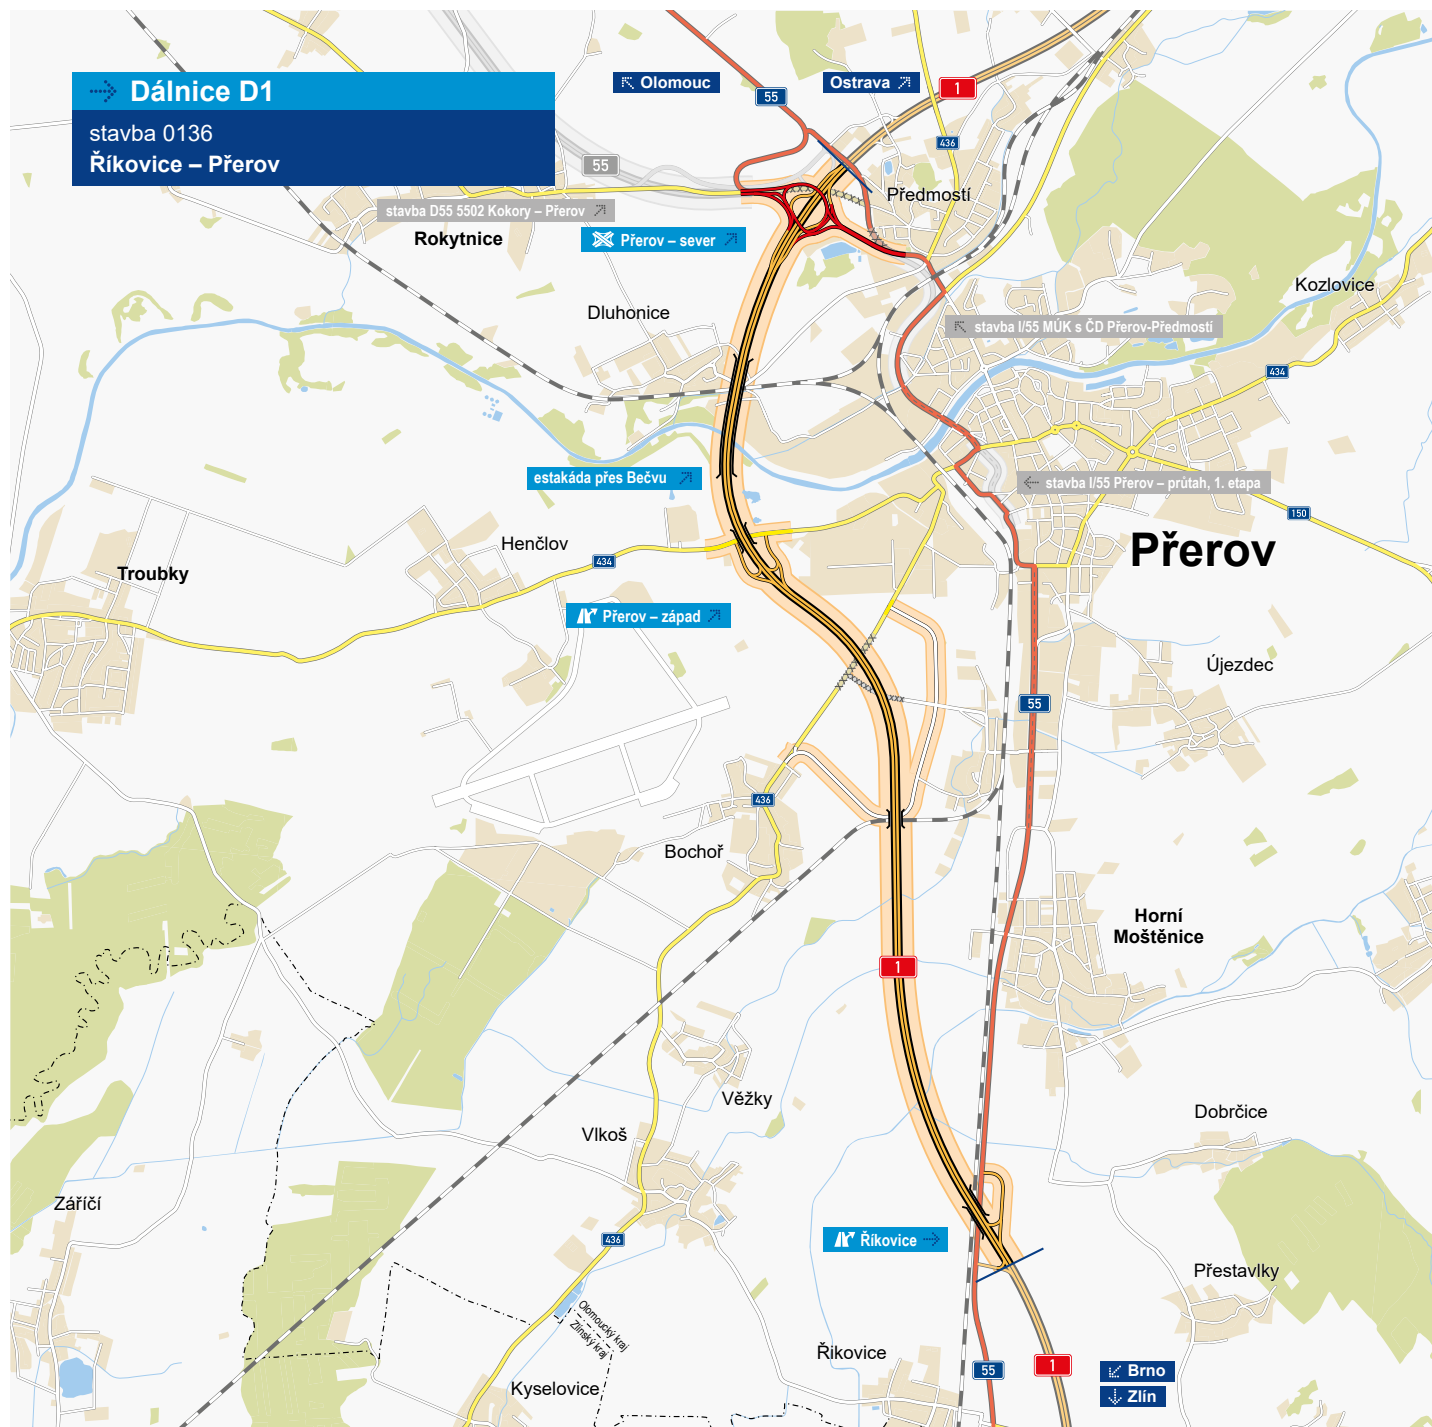 Dálnice D1
stavba 0136
Říkovice – Přerov
Olomouc
Ostrava
1
55
436
55
Předmostí
stavba D55 5502 Kokory – Přerov
Rokytnice
Přerov – sever
Kozlovice
Dluhonice
stavba I/55 MÚK s ČD Přerov-Předmostí
434
estakáda přes Bečvu
stavba I/55 Přerov – průtah, 1. etapa
150
Henčlov
Přerov
434
Troubky
Přerov – západ
Újezdec
55
436
Bochoř
Horní
Moštěnice
1
Věžky
Dobrčice
Vlkoš
Záříčí
436
Říkovice
Přestavlky
Olomoucký kraj
Zlínský kraj
Říkovice
55
1
Brno
Zlín
Kyselovice